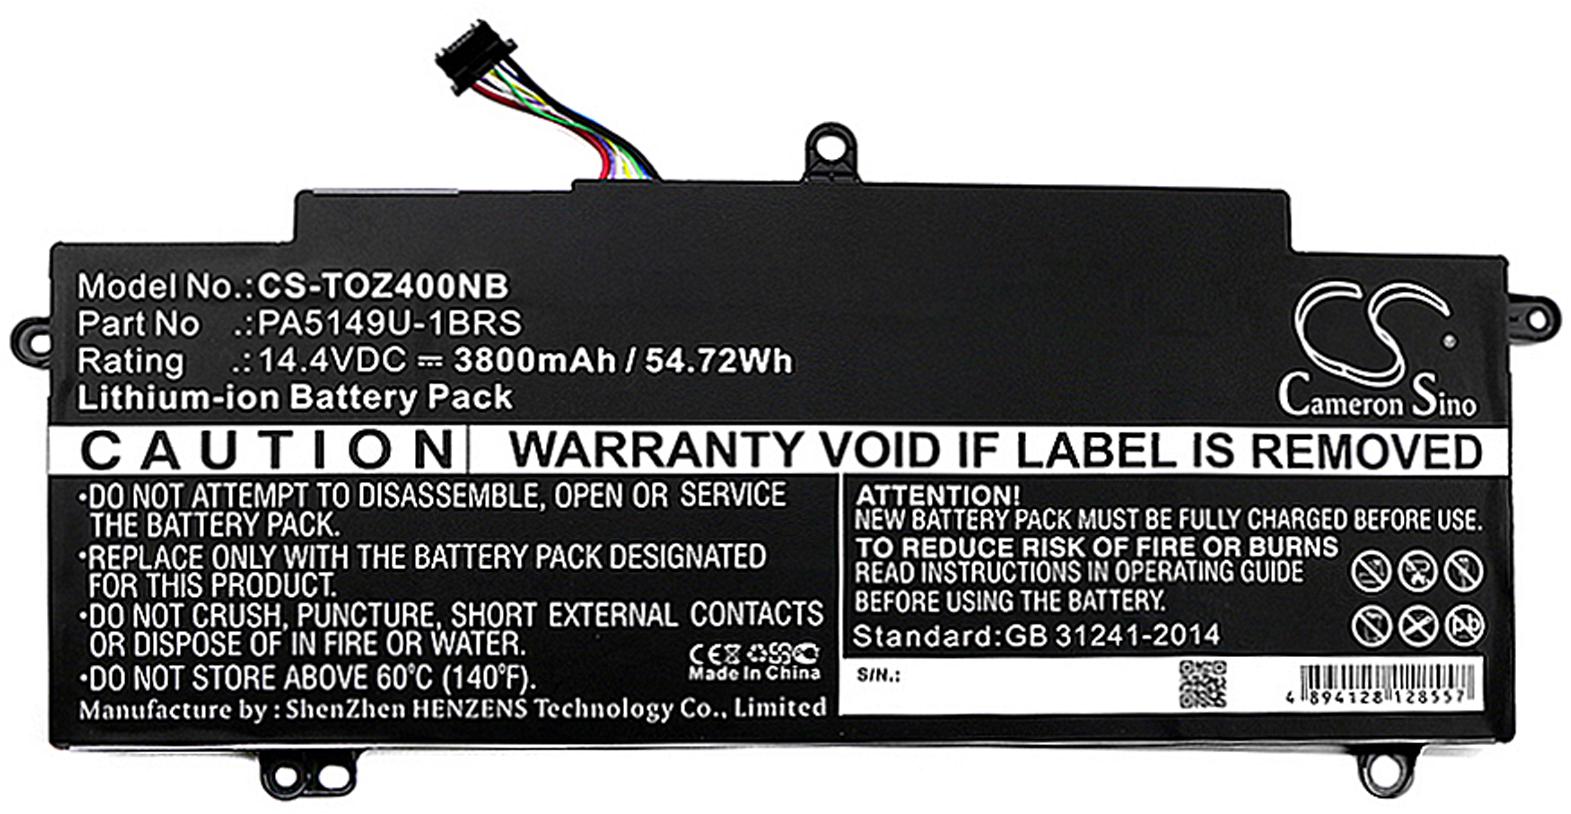 Model No.:CS-TOZ400NB
Part No .:PA5149U-1BRS
Rating .:14.4VDC ⎓ 3800mAh / 54.72Wh
Lithium-ion Battery Pack
CS
Cameron Sino
CAUTION WARRANTY VOID IF LABEL IS REMOVED
•DO NOT ATTEMPT TO DISASSEMBLE, OPEN OR SERVICE
THE BATTERY PACK.
•REPLACE ONLY WITH THE BATTERY PACK DESIGNATED
FOR THIS PRODUCT.
•DO NOT CRUSH, PUNCTURE, SHORT EXTERNAL CONTACTS
OR DISPOSE OF IN FIRE OR WATER.
•DO NOT STORE ABOVE 60°C (140°F).
CE
Made In China
Manufacture by : ShenZhen HENZENS Technology Co., Limited
ATTENTION!
NEW BATTERY PACK MUST BE FULLY CHARGED BEFORE USE.
TO REDUCE RISK OF FIRE OR BURNS
READ INSTRUCTIONS IN OPERATING GUIDE
BEFORE USING THE BATTERY.
Standard:GB 31241-2014
Pb
S/N.:
4 894128 128557